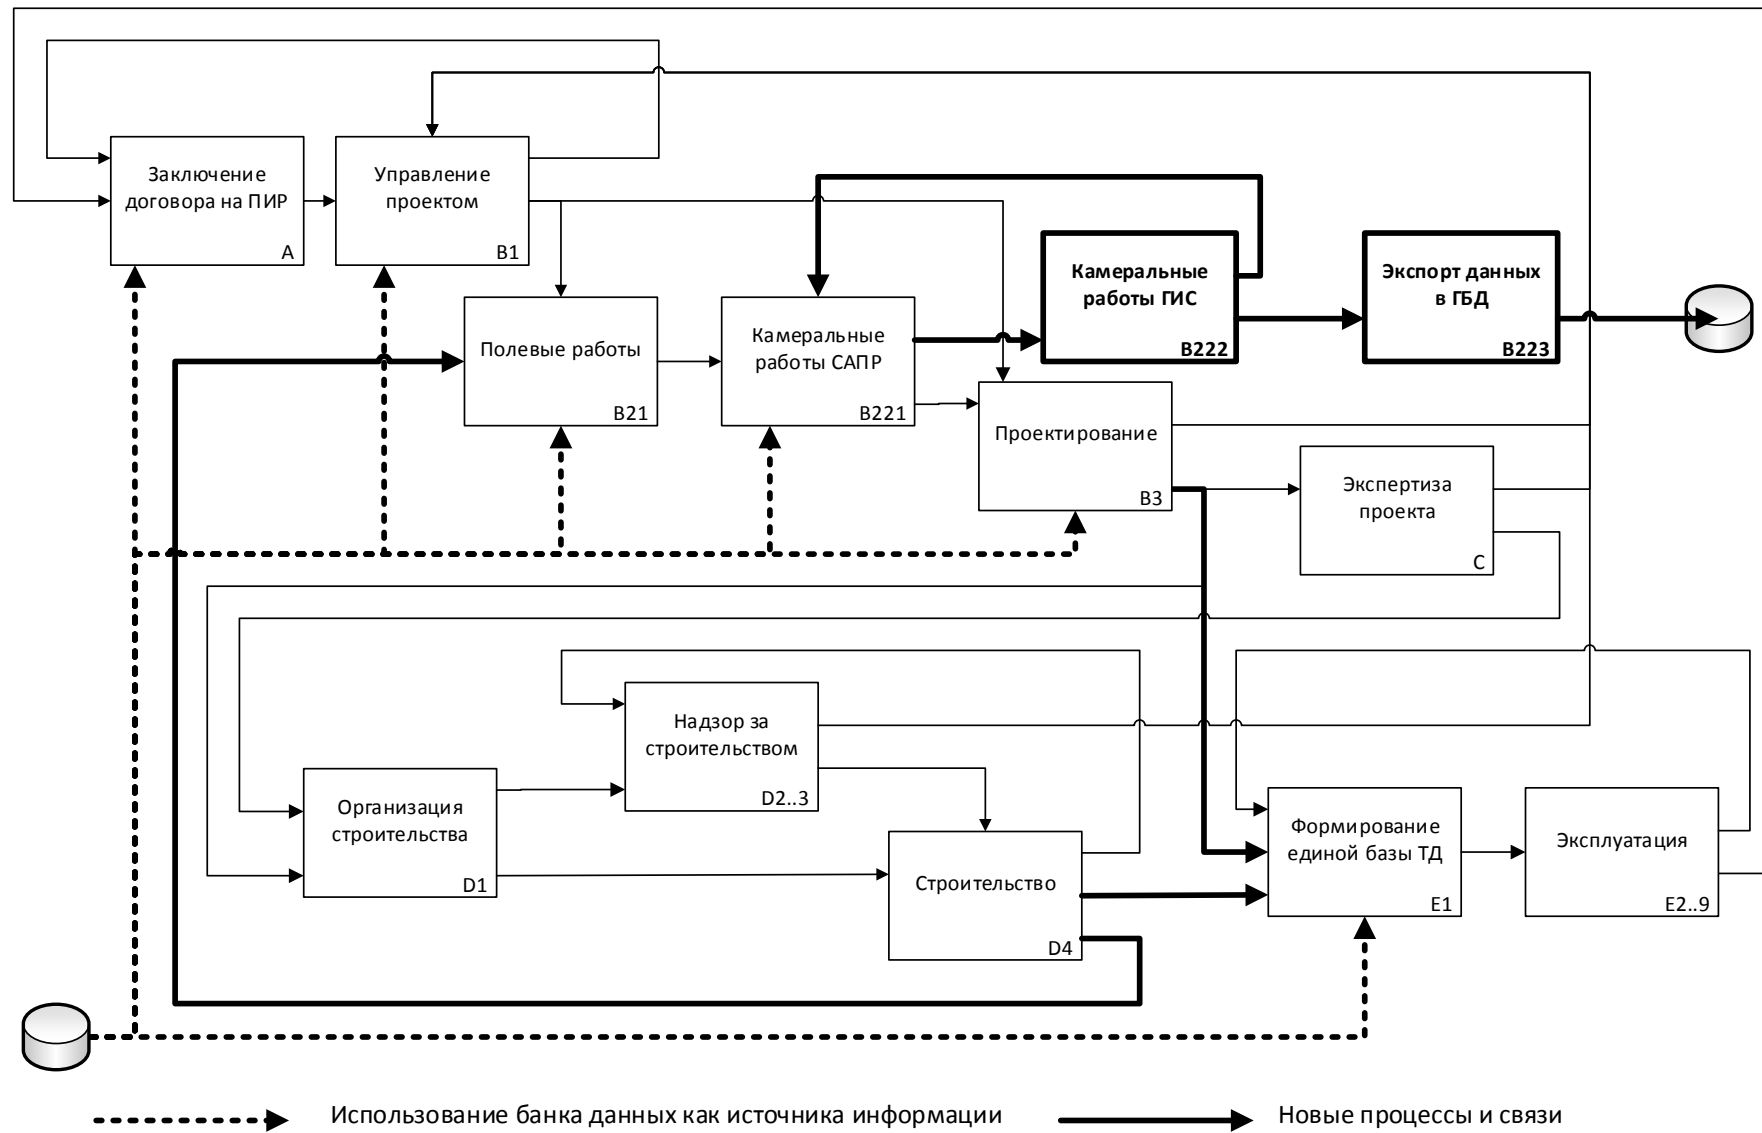 Заключение
договора на ПИР
А
Управление
проектом
В1
Полевые работы
В21
Камеральные
работы САПР
В221
Камеральные
работы ГИС
В222
Экспорт данных
в ГБД
В223
Проектирование
В3
Экспертиза
проекта
С
Надзор за
строительством
D2..3
Организация
строительства
D1
Строительство
D4
Формирование
единой базы ТД
Е1
Эксплуатация
Е2..9
Использование банка данных как источника информации
Новые процессы и связи